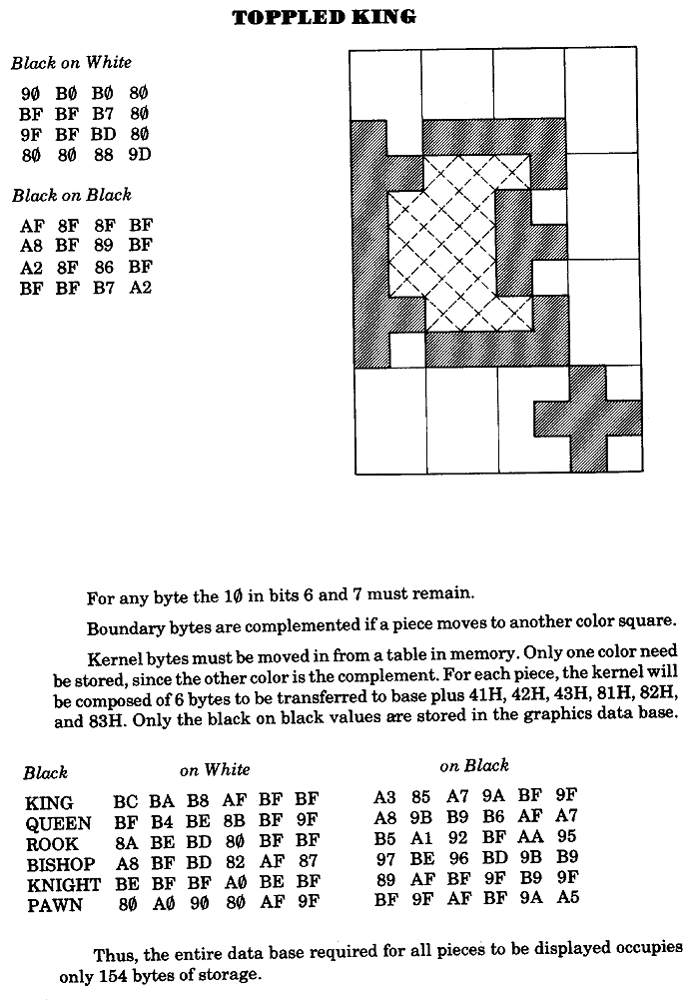 TOPPLED KING
Black on White
9Ø BØ BØ 8Ø
BF BF B7 8Ø
9F BF BD 8Ø
8Ø 8Ø 88 9D
Black on Black
AF 8F 8F BF
A8 BF 89 BF
A2 8F 86 BF
BF BF B7 A2
For any byte the 1Ø in bits 6 and 7 must remain.
Boundary bytes are complemented if a piece moves to another color square.
Kernel bytes must be moved in from a table in memory. Only one color need
be stored, since the other color is the complement. For each piece, the kernel will
be composed of 6 bytes to be transferred to base plus 41H, 42H, 43H, 81H, 82H,
and 83H. Only the black on black values are stored in the graphics data base.
Black on White on Black
KING BC BA B8 AF BF BF A3 85 A7 9A BF 9F
QUEEN BF B4 BE 8B BF 9F A8 9B B9 B6 AF A7
ROOK 8A BE BD 8Ø BF BF B5 A1 92 BF AA 95
BISHOP A8 BF BD 82 AF 87 97 BE 96 BD 9B B9
KNIGHT BE BF BF AØ BE BF 89 AF BF 9F B9 9F
PAWN 8Ø AØ 9Ø 8Ø AF 9F BF 9F AF BF 9A A5
Thus, the entire data base required for all pieces to be displayed occupies
only 154 bytes of storage.